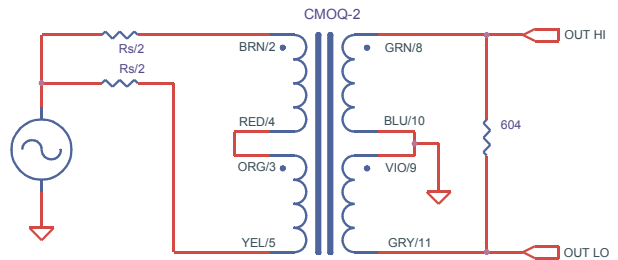 CMOQ-2
Rs/2
BRN/2
GRN/8
OUT HI
Rs/2
RED/4
BLU/10
604
ORG/3
VIO/9
YEL/5
GRY/11
OUT LO